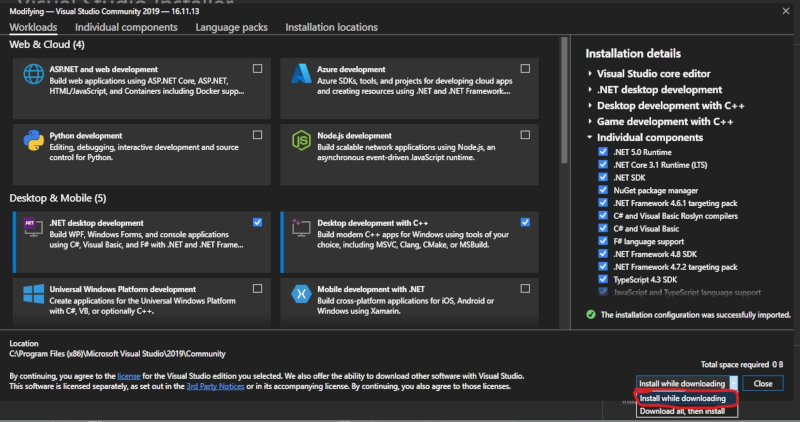 Visual Studio Installer
Modifying — Visual Studio Community 2019 — 16.11.13
Workloads Individual components Language packs Installation locations
Web & Cloud (4)
ASP.NET and web development
Build web applications using ASP.NET Core, ASP.NET,
HTML/JavaScript, and Containers including Docker supp...
Azure development
Azure SDKs, tools, and projects for developing cloud apps
and creating resources using .NET and .NET Framework....
Python development
Editing, debugging, interactive development and source
control for Python.
Node.js development
Build scalable network applications using Node.js, an
asynchronous event-driven JavaScript runtime.
Desktop & Mobile (5)
.NET
.NET desktop development
Build WPF, Windows Forms, and console applications
using C#, Visual Basic, and F# with .NET and .NET Frame...
Desktop development with C++
Build modern C++ apps for Windows using tools of your
choice, including MSVC, Clang, CMake, or MSBuild.
Universal Windows Platform development
Create applications for the Universal Windows Platform
with C#, VB, or optionally C++.
Mobile development with .NET
Build cross-platform applications for iOS, Android or
Windows using Xamarin.
Installation details
Visual Studio core editor
.NET desktop development
Desktop development with C++
Game development with C++
Individual components
.NET 5.0 Runtime
.NET Core 3.1 Runtime (LTS)
.NET SDK
NuGet package manager
.NET Framework 4.6.1 targeting pack
C# and Visual Basic Roslyn compilers
C# and Visual Basic
F# language support
.NET Framework 4.8 SDK
.NET Framework 4.7.2 targeting pack
TypeScript 4.3 SDK
JavaScript and TypeScript language support
The installation configuration was successfully imported.
Location
C:\Program Files (x86)\Microsoft Visual Studio\2019\Community
By continuing, you agree to the license for the Visual Studio edition you selected. We also offer the ability to download other software with Visual Studio.
This software is licensed separately, as set out in the 3rd Party Notices or in its accompanying license. By continuing, you also agree to those licenses.
Total space required 0 B
Install while downloading Close
Install while downloading
Download all, then install